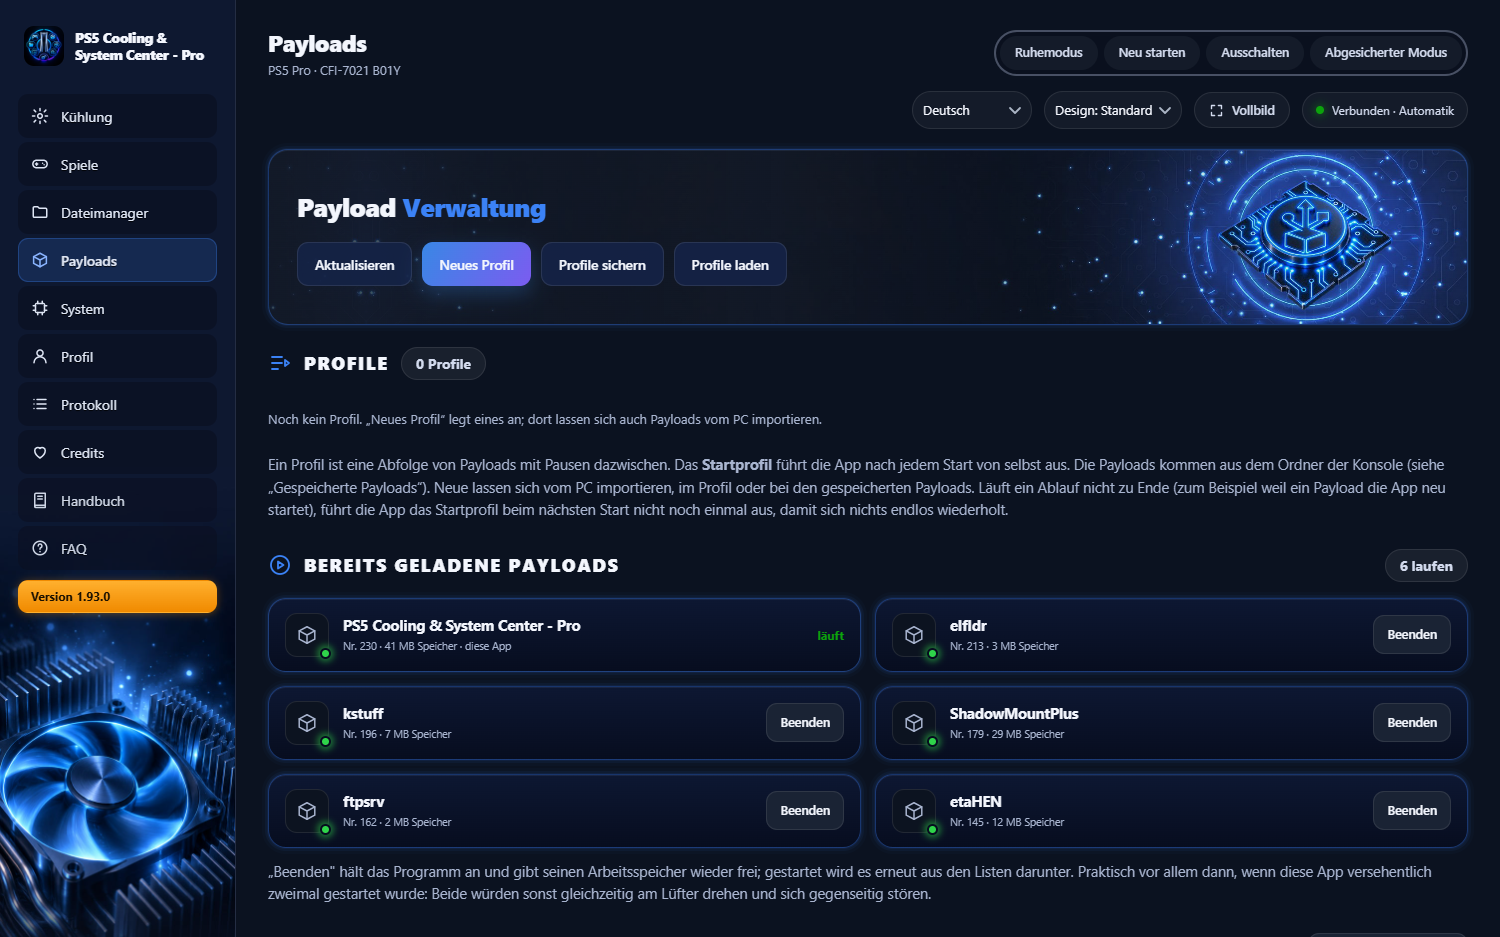 PS5 Cooling &
System Center - Pro
Kühlung
Spiele
Dateimanager
Payloads
System
Profil
Protokoll
Credits
Handbuch
FAQ
Version 1.93.0
Payloads
PS5 Pro · CFI-7021 B01Y
Ruhemodus
Neu starten
Ausschalten
Abgesicherter Modus
Deutsch
Design: Standard
Vollbild
Verbunden · Automatik
Payload Verwaltung
Aktualisieren
Neues Profil
Profile sichern
Profile laden
PROFILE
0 Profile
Noch kein Profil. „Neues Profil“ legt eines an; dort lassen sich auch Payloads vom PC importieren.
Ein Profil ist eine Abfolge von Payloads mit Pausen dazwischen. Das Startprofil führt die App nach jedem Start von selbst aus. Die Payloads kommen aus dem Ordner der Konsole (siehe
„Gespeicherte Payloads“). Neue lassen sich vom PC importieren, im Profil oder bei den gespeicherten Payloads. Läuft ein Ablauf nicht zu Ende (zum Beispiel weil ein Payload die App neu
startet), führt die App das Startprofil beim nächsten Start nicht noch einmal aus, damit sich nichts endlos wiederholt.
BEREITS GELADENE PAYLOADS
6 laufen
PS5 Cooling & System Center - Pro
Nr. 230 · 41 MB Speicher · diese App
läuft
elfldr
Nr. 213 · 3 MB Speicher
Beenden
kstuff
Nr. 196 · 7 MB Speicher
Beenden
ShadowMountPlus
Nr. 179 · 29 MB Speicher
Beenden
ftpsrv
Nr. 162 · 2 MB Speicher
Beenden
etaHEN
Nr. 145 · 12 MB Speicher
Beenden
„Beenden" hält das Programm an und gibt seinen Arbeitsspeicher wieder frei; gestartet wird es erneut aus den Listen darunter. Praktisch vor allem dann, wenn diese App versehentlich
zweimal gestartet wurde: Beide würden sonst gleichzeitig am Lüfter drehen und sich gegenseitig stören.